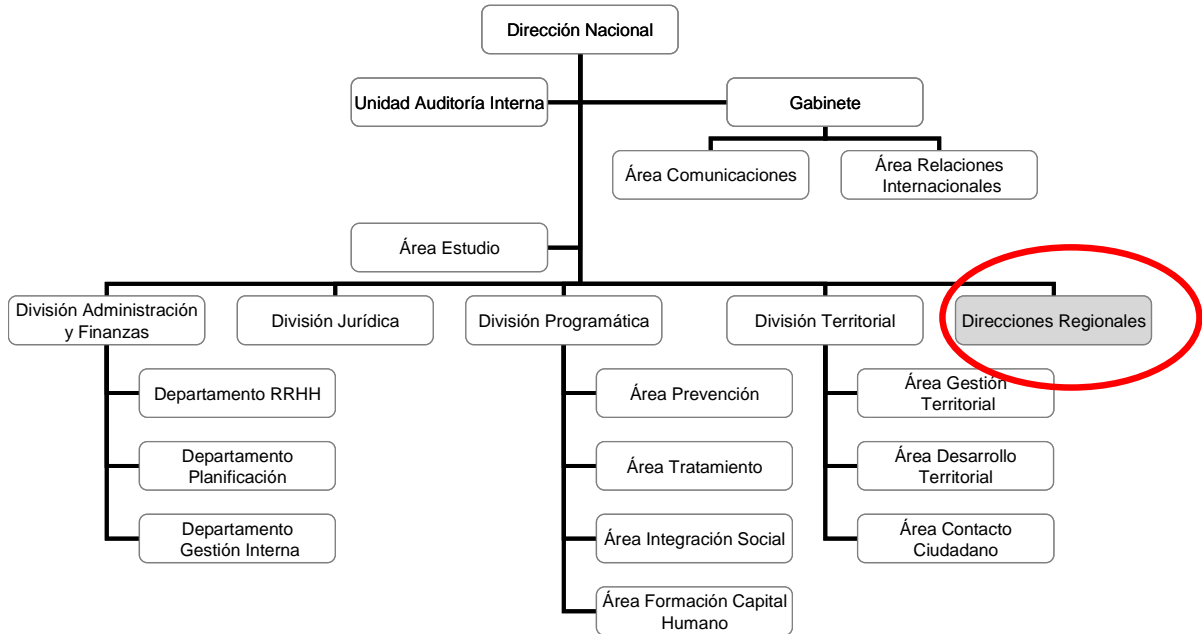 Dirección Nacional
Unidad Auditoría Interna
Gabinete
Área Comunicaciones
Área Relaciones
Internacionales
Área Estudio
División Administración
y Finanzas
División Jurídica
División Programática
División Territorial
Direcciones Regionales
Departamento RRHH
Departamento
Planificación
Departamento
Gestión Interna
Área Prevención
Área Tratamiento
Área Integración Social
Área Formación Capital
Humano
Área Gestión
Territorial
Área Desarrollo
Territorial
Área Contacto
Ciudadano